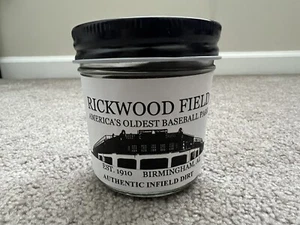 RICKWOOD FIELD
AMERICA'S OLDEST BASEBALL
EST. 1910 BIRMINGHAM,
AUTHENTIC INFIELD DIRT